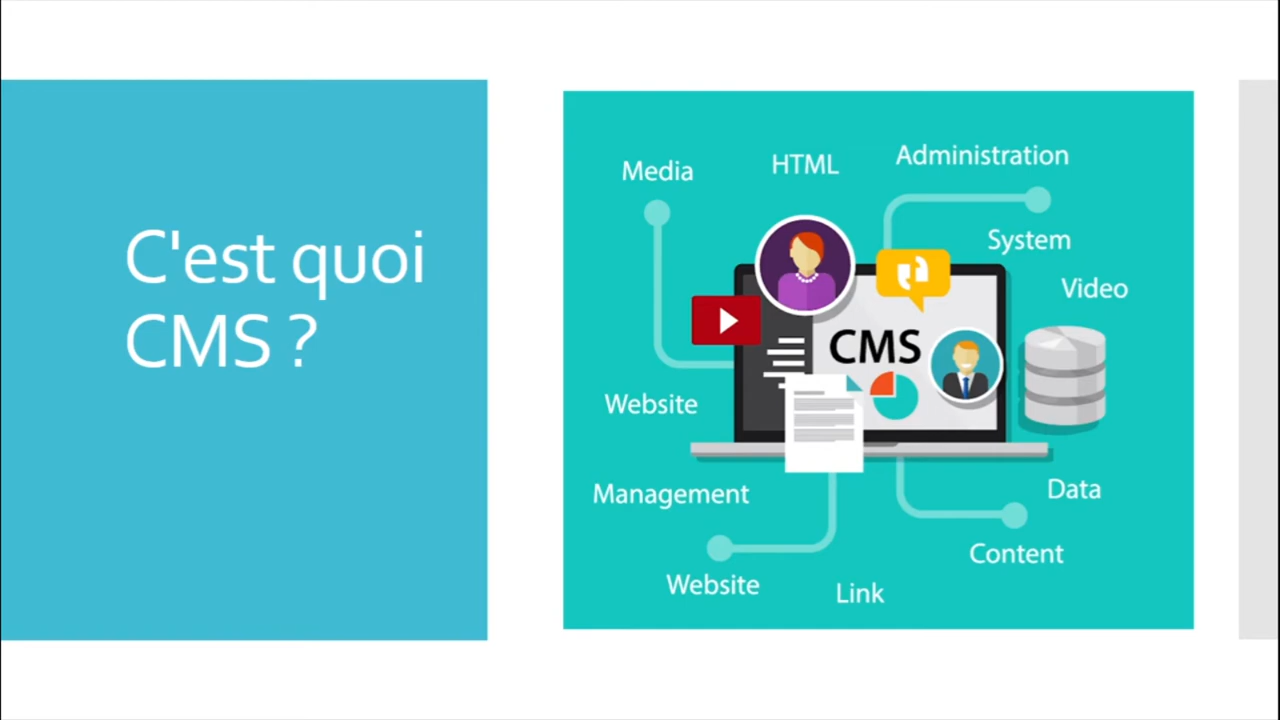 C'est quoi
CMS ?
Media
HTML
Administration
System
Video
CMS
Website
Management
Data
Content
Website
Link